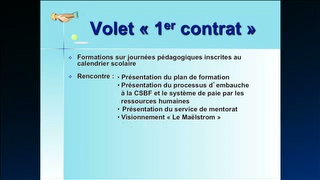 Volet « 1er contrat »
Formations sur journées pédagogiques inscrites au
calendrier scolaire
Rencontre : • Présentation du plan de formation
• Présentation du processus d’embauche
à la CSBF et le système de paie par les
ressources humaines
• Présentation du service de mentorat
• Visionnement « Le Maëlstrom »